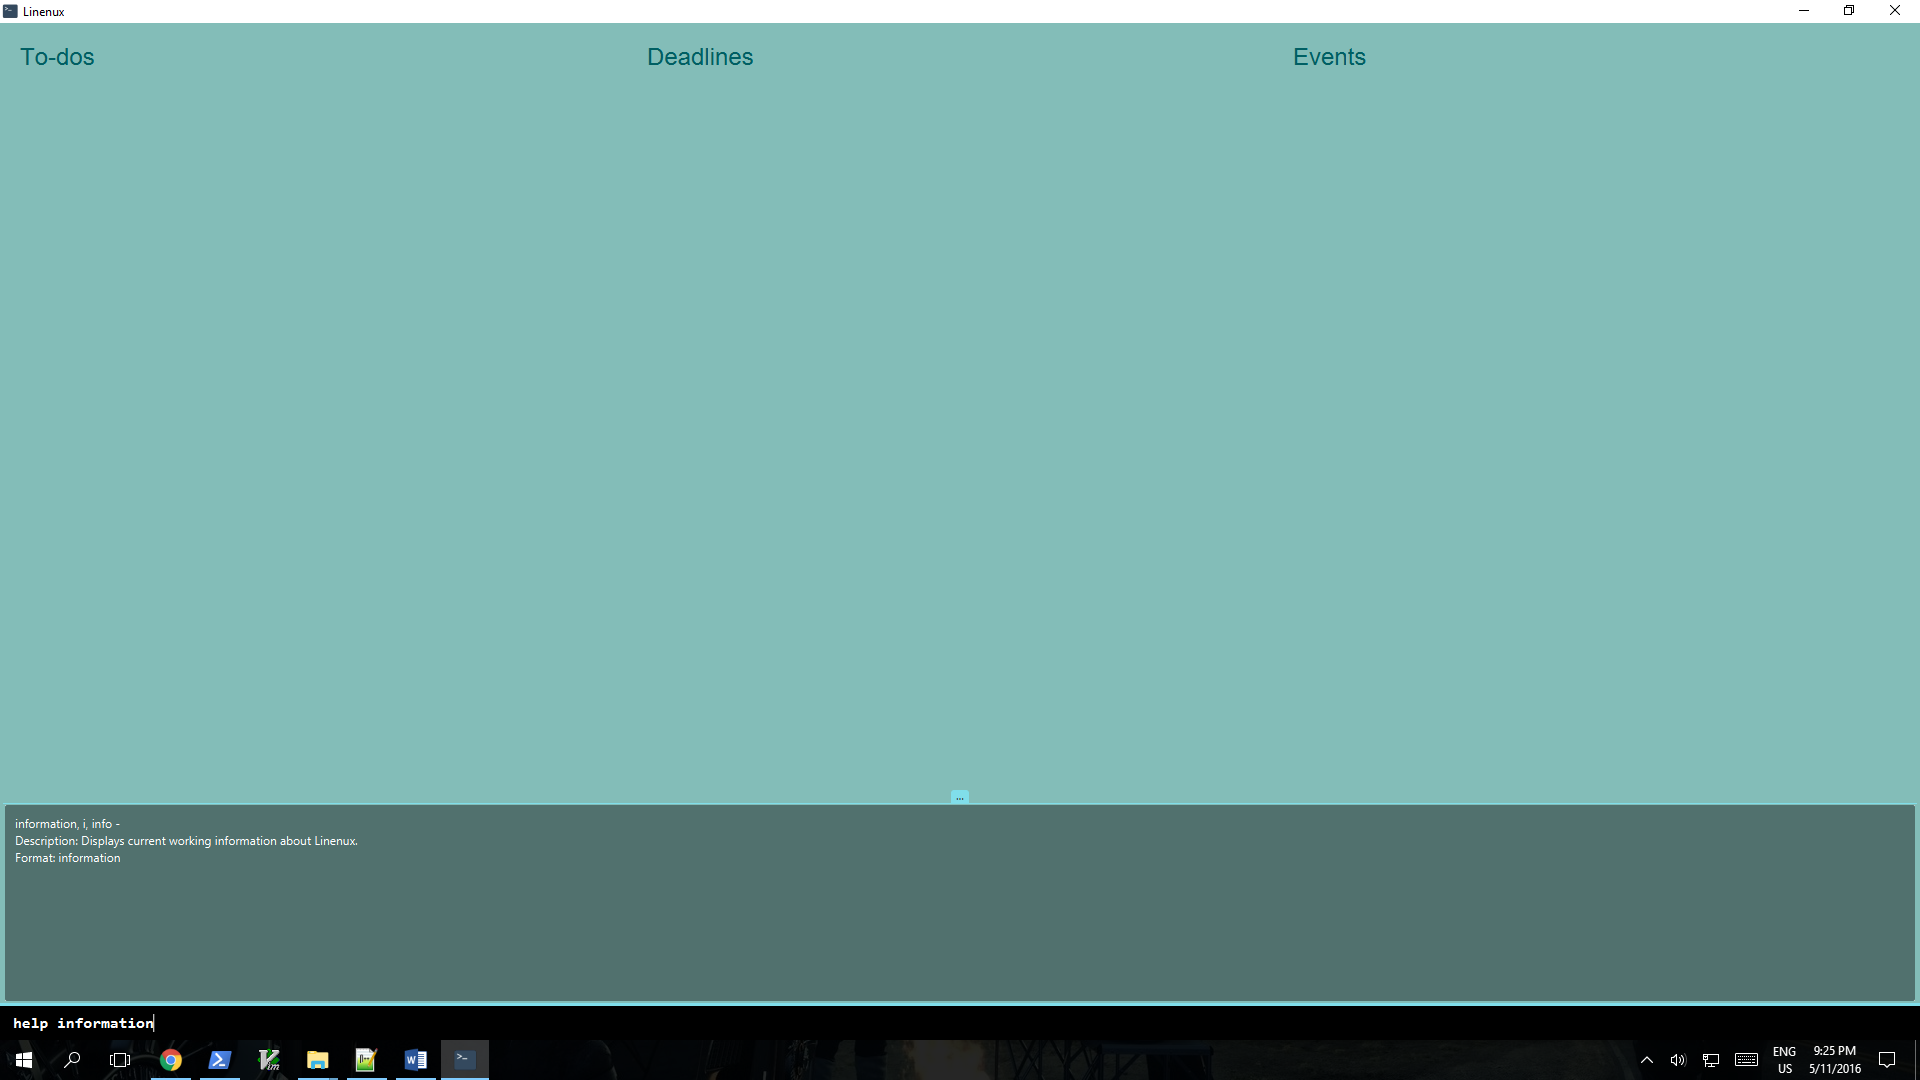 Linenux
To-dos
Deadlines
Events
...
information, i, info -
Description: Displays current working information about Linenux.
Format: information
help information
ENG
US
9:25 PM
5/11/2016